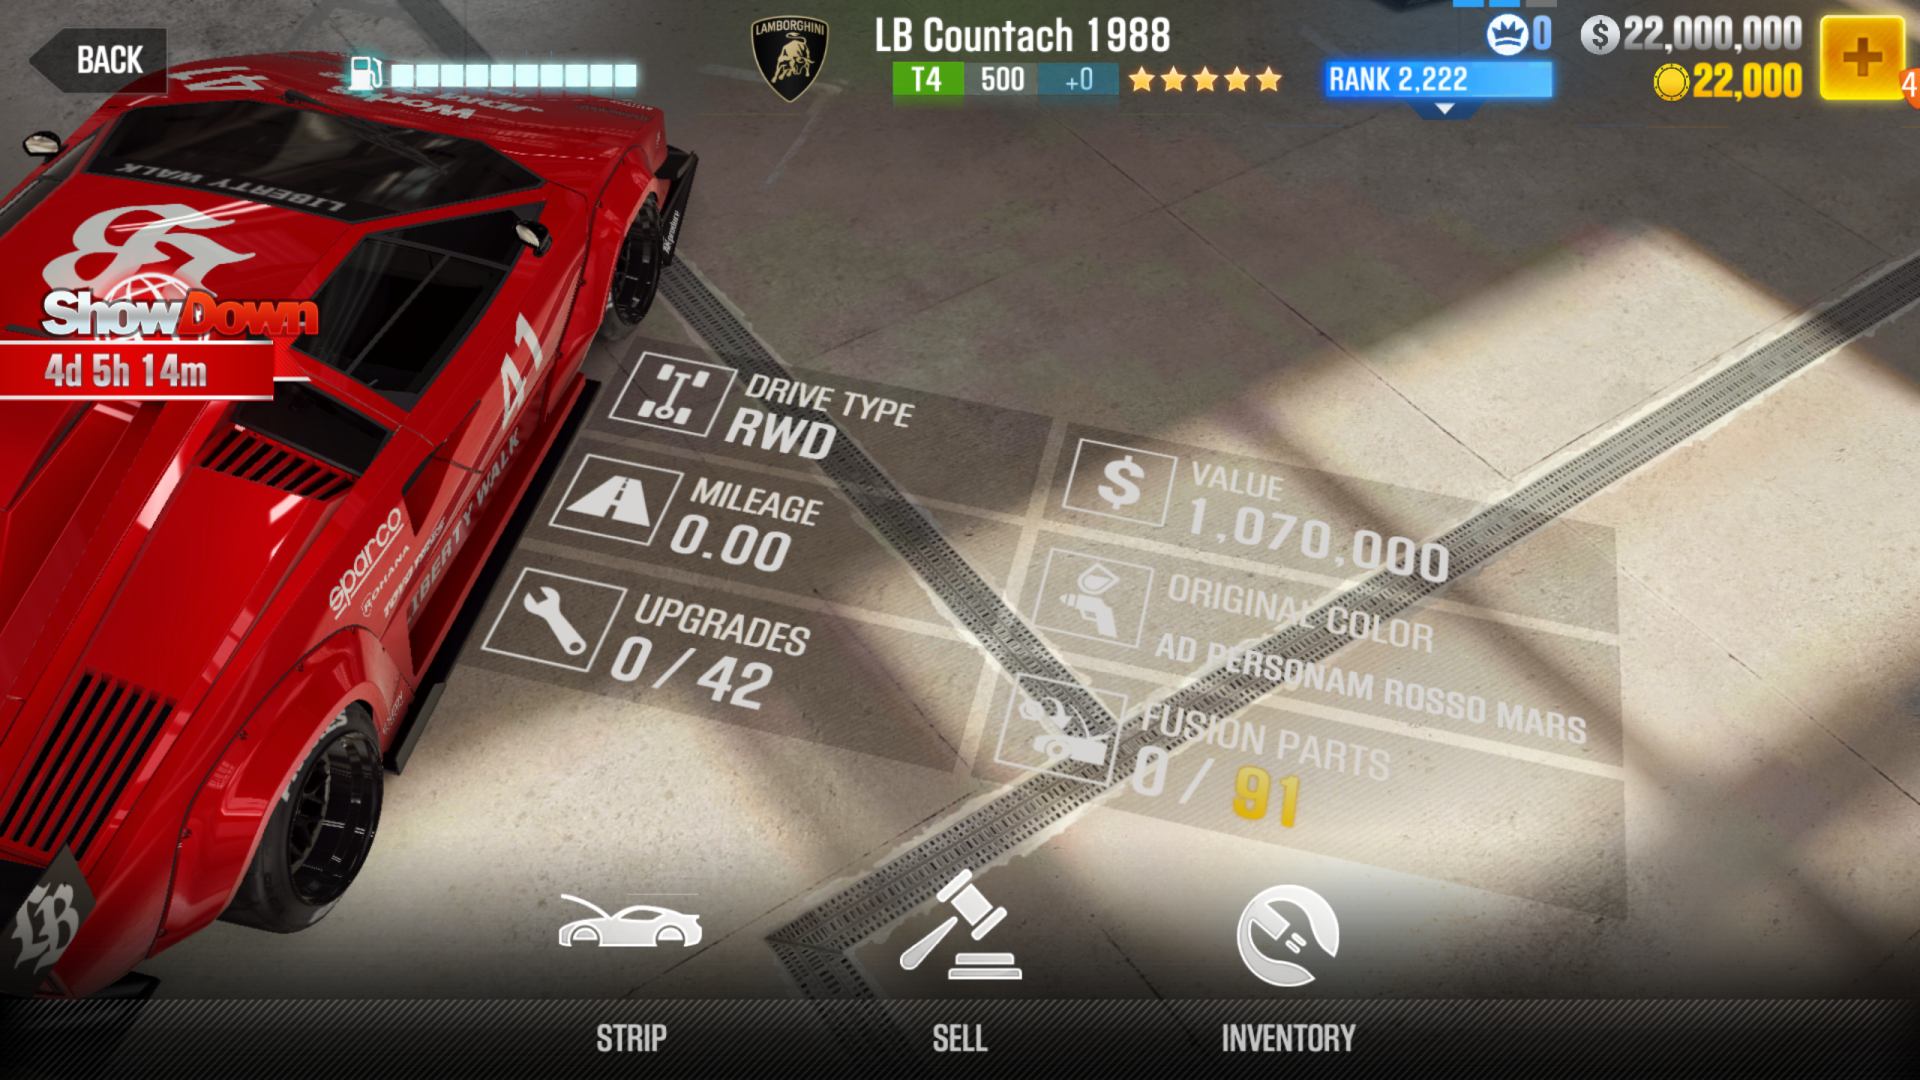 BACK
LAMBORGHINI
LB Countach 1988
T4 500 +0
RANK 2,222
0
22,000,000
22,000
4
LIBERTY WALK
ShowDown
4d 5h 14m
41
LIBERTY WALK
sparco
ROHANA
LB
DRIVE TYPE
RWD
MILEAGE
0.00
UPGRADES
0 / 42
VALUE
1,070,000
ORIGINAL COLOR
AD PERSONAM ROSSO MARS
FUSION PARTS
0 / 91
STRIP
SELL
INVENTORY